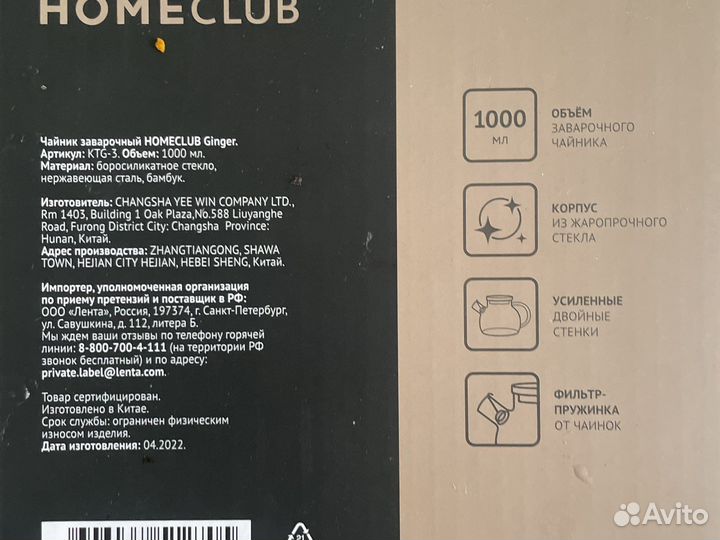 HOMECLUB
Чайник заварочный HOMECLUB Ginger.
Артикул: KTG-3. Объем: 1000 мл.
Материал: боросиликатное стекло,
нержавеющая сталь, бамбук.
Изготовитель: CHANGSHA YEE WIN COMPANY LTD.,
Rm 1403, Building 1 Oak Plaza,No.588 Liuyanghe
Road, Furong District City: Changsha Province:
Hunan, Китай.
Адрес производства: ZHANGTIANGONG, SHAWA
TOWN, HEJIAN CITY HEJIAN, HEBEI SHENG, Китай.
Импортер, уполномоченная организация
по приему претензий и поставщик в РФ:
ООО «Лента», Россия, 197374, г. Санкт-Петербург,
ул. Савушкина, д. 112, литера Б.
Мы ждем ваши отзывы по телефону горячей
линии: 8-800-700-4-111 (на территории РФ
звонок бесплатный) и по адресу:
private.label@lenta.com.
Товар сертифицирован.
Изготовлено в Китае.
Срок службы: ограничен физическим
износом изделия.
Дата изготовления: 04.2022.
21
1000
МЛ
ОБЪЁМ
ЗАВАРОЧНОГО
ЧАЙНИКА
КОРПУС
ИЗ ЖАРОПРОЧНОГО
СТЕКЛА
УСИЛЕННЫЕ
ДВОЙНЫЕ
СТЕНКИ
ФИЛЬТР-
ПРУЖИНКА
ОТ ЧАИНОК
Avito